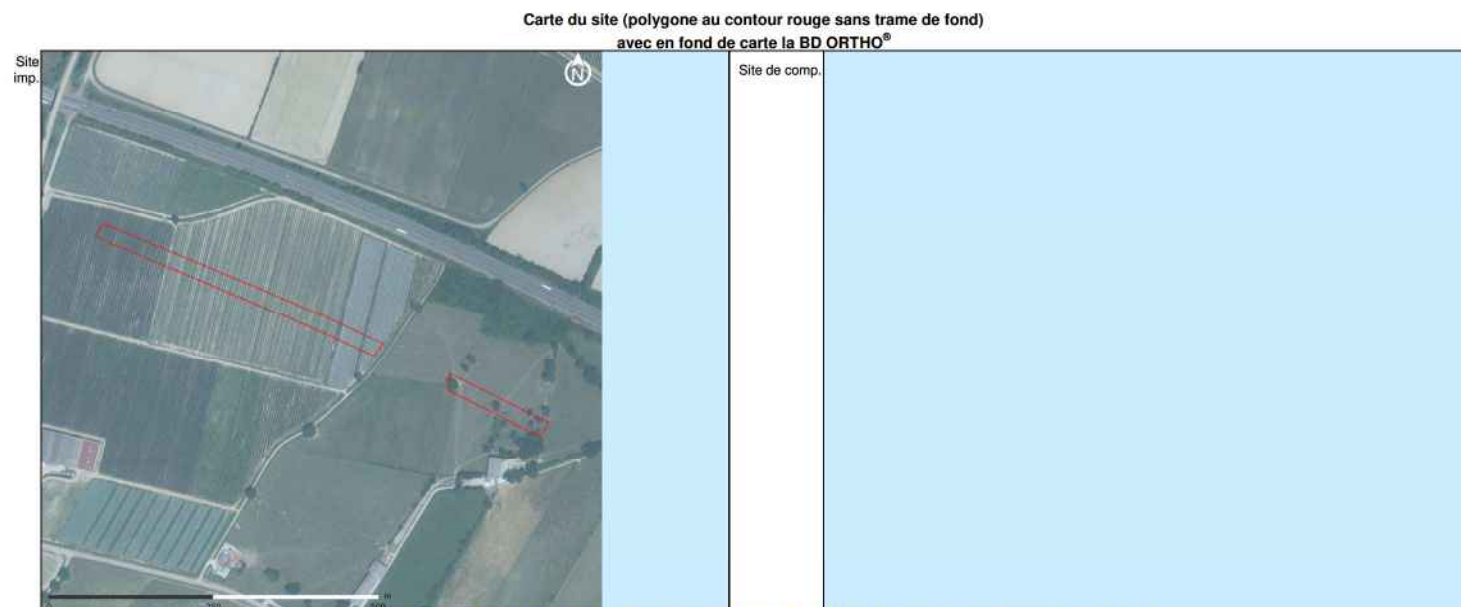 Carte du site (polygone au contour rouge sans trame de fond)
avec en fond de carte la BD ORTHO®
Site
imp.
N
Site de comp.
m